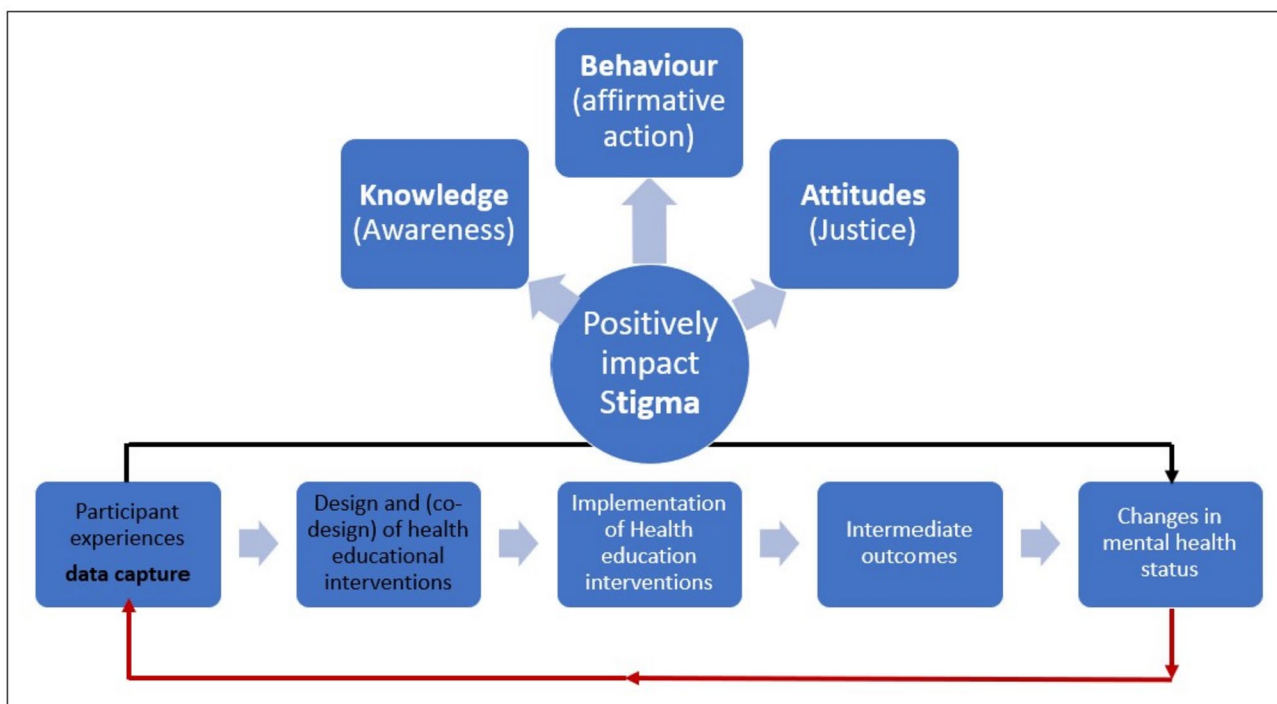 Behaviour
(affirmative
action)
Knowledge
(Awareness)
Attitudes
(Justice)
Positively
impact
Stigma
Participant
experiences
data capture
Design and (co-
design) of health
educational
interventions
Implementation
of Health
education
interventions
Intermediate
outcomes
Changes in
mental health
status